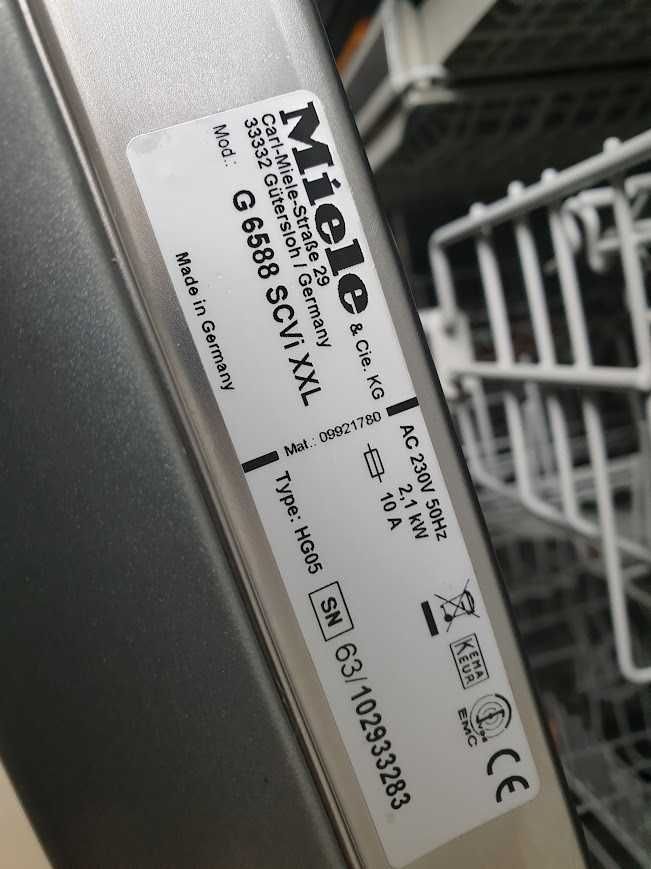 Miele & Cie. KG
Carl-Miele-Straße 29
33332 Gütersloh / Germany
Mod.: G 6588 SCVi XXL
Made in Germany
Mat.: 09921780
AC 230V 50Hz
2,1 kW
10 A
Type: HG05
SN 63/102933283
KEMA
KEUR
EMC
CE